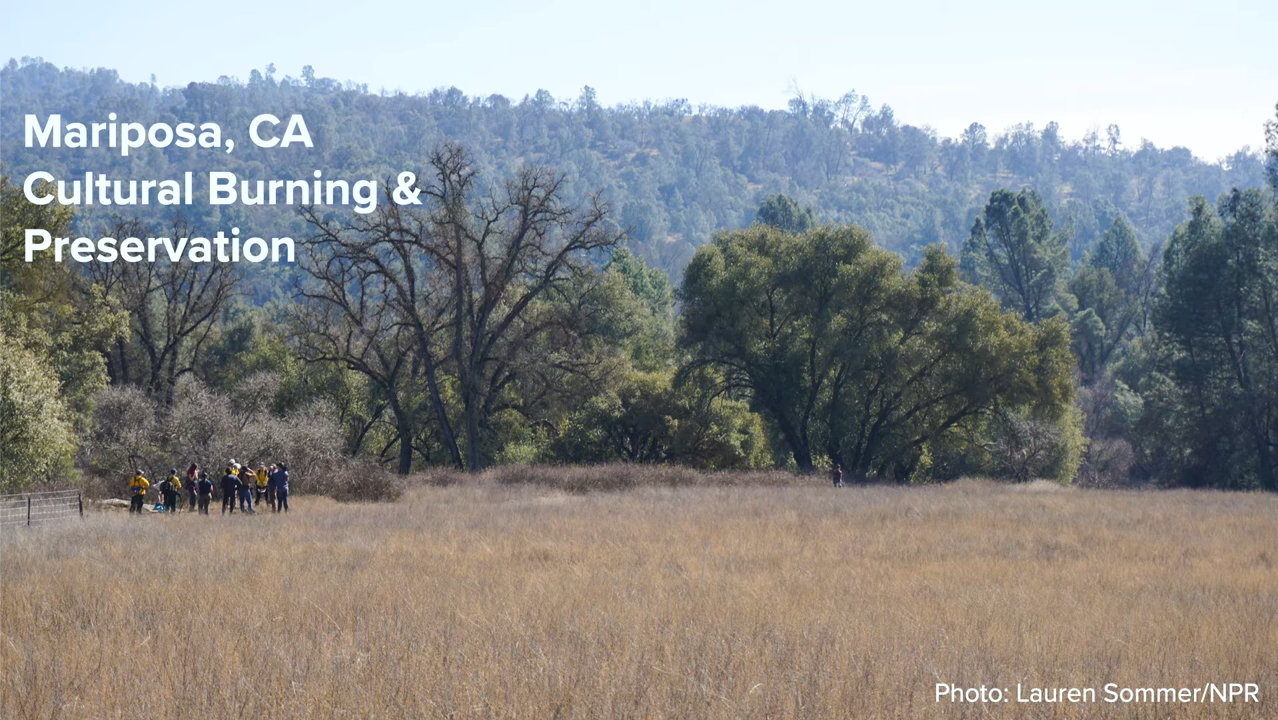 Mariposa, CA
Cultural Burning &
Preservation
Photo: Lauren Sommer/NPR